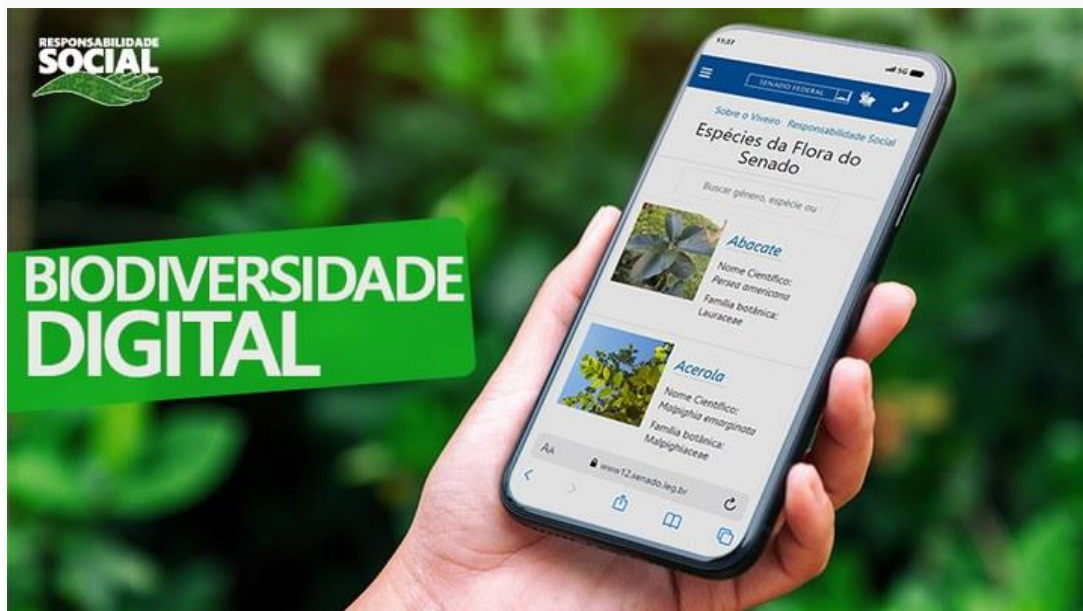 RESPONSABILIDADE
SOCIAL
BIODIVERSIDADE
DIGITAL
11:37
5G
SENADO FEDERAL
Sobre o Viveiro Responsabilidade Social
Espécies da Flora do
Senado
Buscar gênero, espécie ou
Abacate
Nome Científico:
Persea americana
Família botânica:
Lauraceae
Acerola
Nome Científico:
Malpighia emarginata
Família botânica:
Malpighiaceae
AA
www12.senado.leg.br